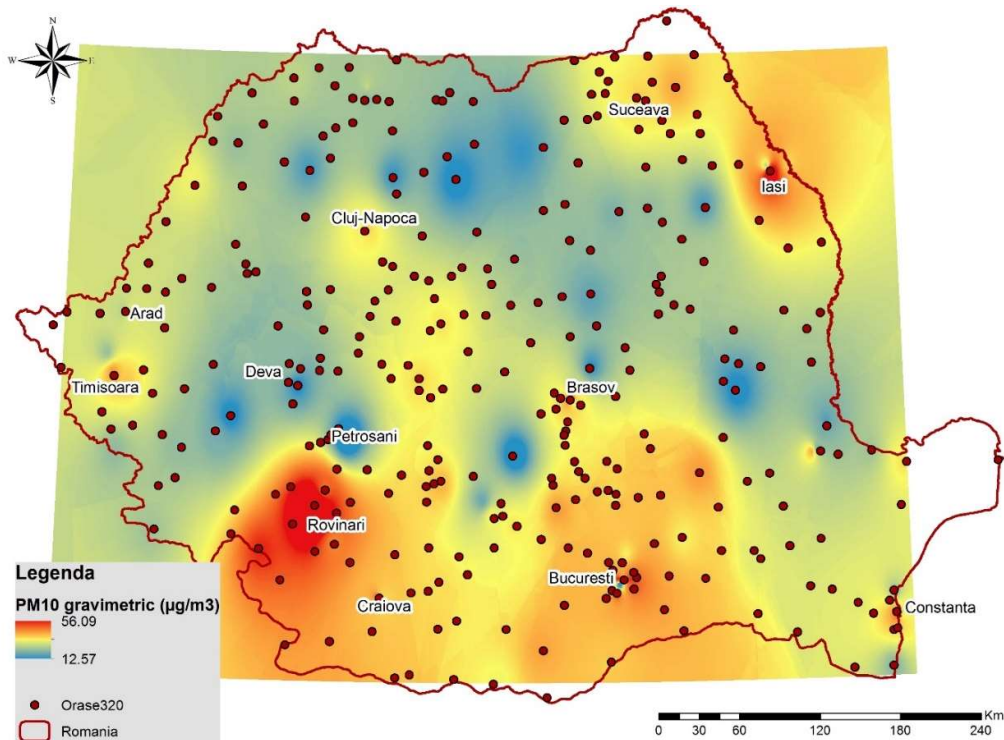 N
W E
S
Suceava
Iasi
Cluj-Napoca
Arad
Timisoara
Deva
Brasov
Petrosani
Rovinari
Bucuresti
Craiova
Constanta
Legenda
PM10 gravimetric (µg/m3)
56.09
12.57
Orase320
Romania
Km
0 30 60 120 180 240